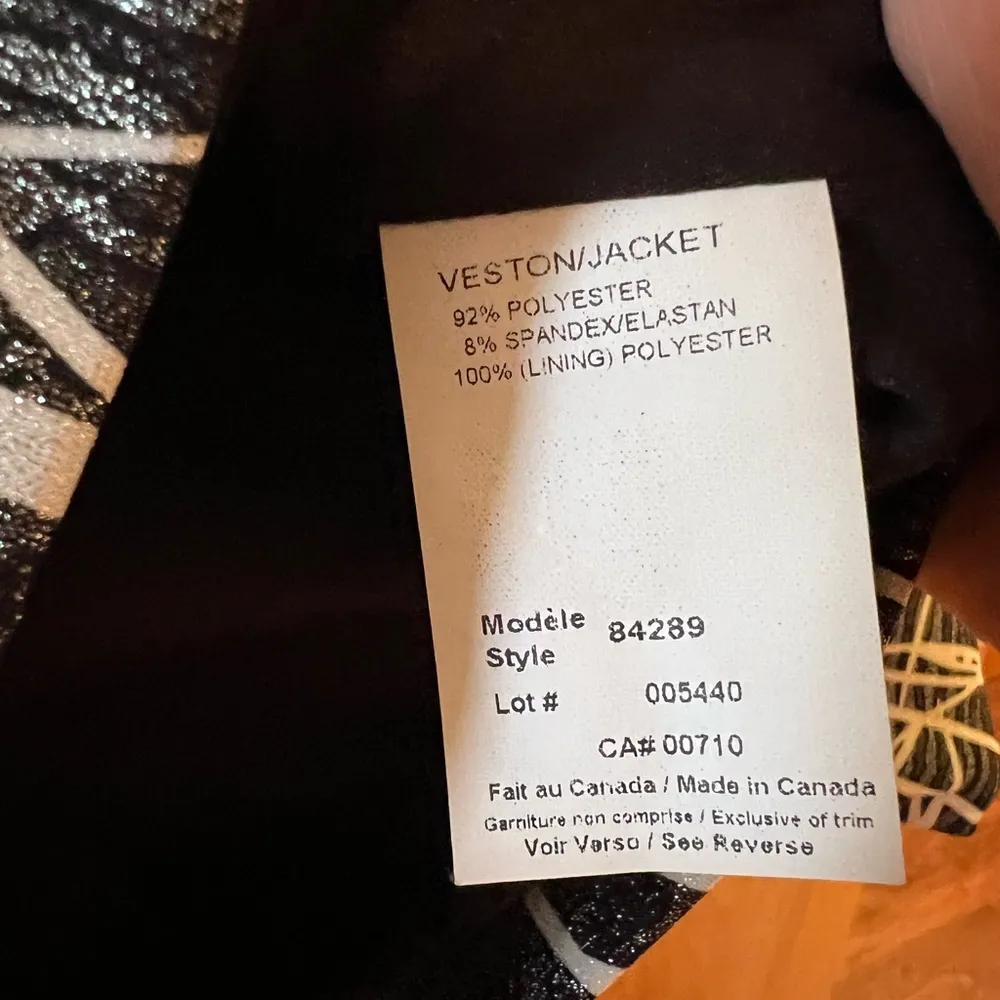 VESTON/JACKET
92% POLYESTER
8% SPANDEX/ELASTAN
100% (LINING) POLYESTER
Modèle 84289
Style
Lot # 005440
CA# 00710
Fait au Canada / Made in Canada
Garniture non comprise / Exclusive of trim
Voir Verso / See Reverse